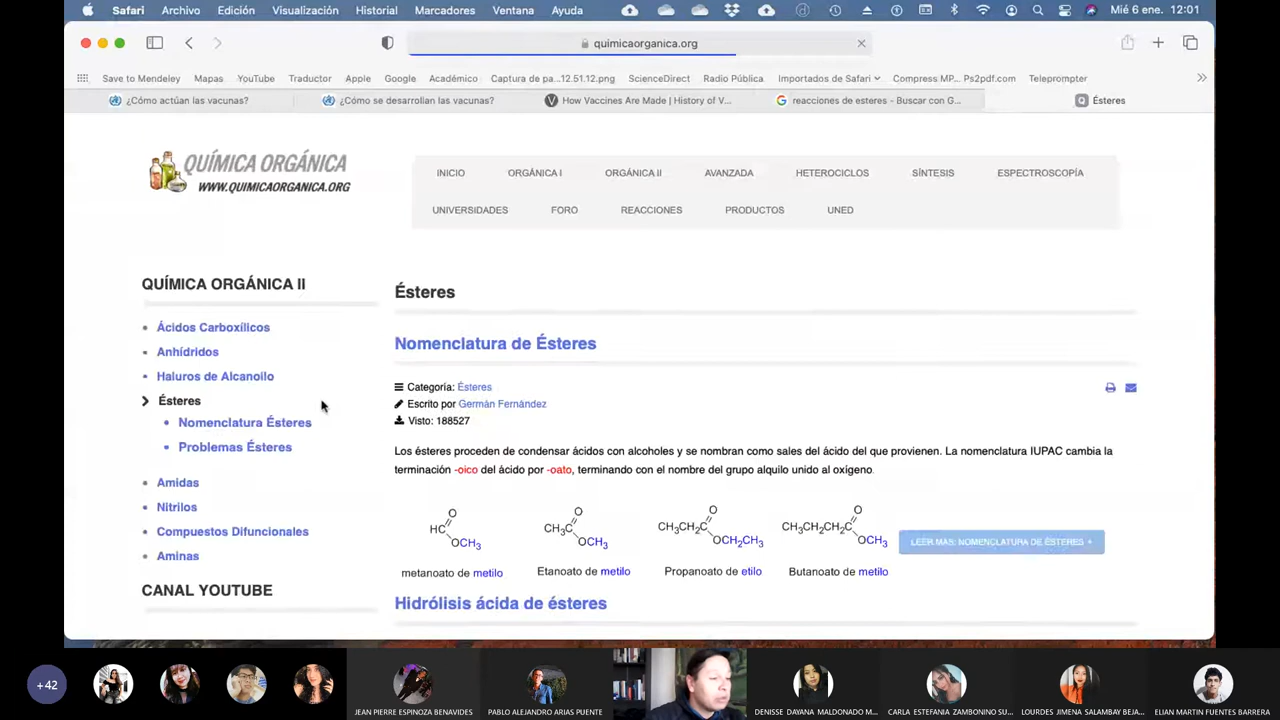 Safari Archivo Edición Visualización Historial Marcadores Ventana Ayuda Mié 6 ene. 12:01
quimicaorganica.org
Save to Mendeley Mapas YouTube Traductor Apple Google Académico Captura de pa...12.51.12.png ScienceDirect Radio Pública Importados de Safari Compress MP... Ps2pdf.com Teleprompter
¿Cómo actúan las vacunas? ¿Cómo se desarrollan las vacunas? How Vaccines Are Made | History of V... reacciones de esteres - Buscar con G... Q Ésteres
QUÍMICA ORGÁNICA
WWW.QUIMICAORGANICA.ORG
INICIO ORGÁNICA I ORGÁNICA II AVANZADA HETEROCICLOS SÍNTESIS ESPECTROSCOPÍA
UNIVERSIDADES FORO REACCIONES PRODUCTOS UNED
QUÍMICA ORGÁNICA II
Ácidos Carboxílicos
Anhídridos
Haluros de Alcanoilo
Ésteres
Nomenclatura Ésteres
Problemas Ésteres
Amidas
Nitrilos
Compuestos Difuncionales
Aminas
CANAL YOUTUBE
Ésteres
Nomenclatura de Ésteres
Categoría: Ésteres
Escrito por Germán Fernández
Visto: 188527
Los ésteres proceden de condensar ácidos con alcoholes y se nombran como sales del ácido del que provienen. La nomenclatura IUPAC cambia la
terminación -oico del ácido por -oato, terminando con el nombre del grupo alquilo unido al oxígeno.
O O O O
HC CH3C CH3CH2C CH3CH2CH2C
OCH3 OCH3 OCH2CH3 OCH3
LEER MÁS: NOMENCLATURA DE ÉSTERES
metanoato de metilo Etanoato de metilo Propanoato de etilo Butanoato de metilo
Hidrólisis ácida de ésteres
+42
JEAN PIERRE ESPINOZA BENAVIDES PABLO ALEJANDRO ARIAS PUENTE DENISSE DAYANA MALDONADO M... CARLA ESTEFANIA ZAMBONINO SU... LOURDES JIMENA SALAMBAY BEJA... ELIAN MARTIN FUENTES BARRERA